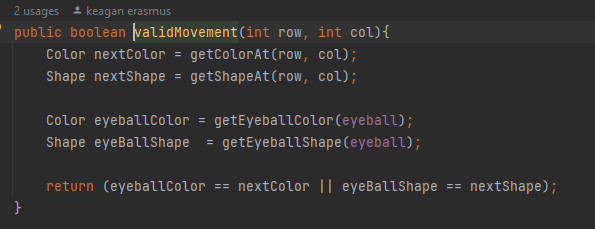 2 usages keagan erasmus
public boolean validMovement(int row, int col){
    Color nextColor = getColorAt(row, col);
    Shape nextShape = getShapeAt(row, col);

    Color eyeballColor = getEyeballColor(eyeball);
    Shape eyeBallShape  = getEyeballShape(eyeball);

    return (eyeballColor == nextColor || eyeBallShape == nextShape);
}